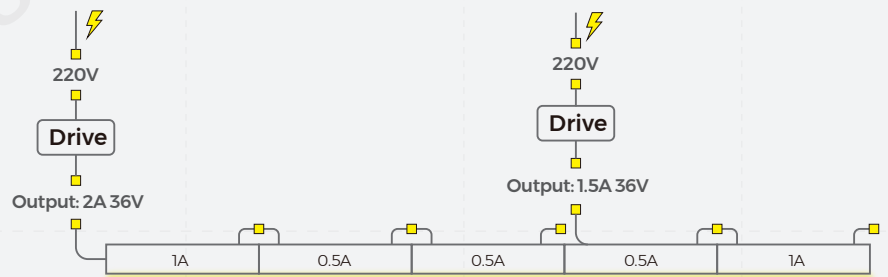 220V
Drive
Output: 2A 36V
220V
Drive
Output: 1.5A 36V
1A
0.5A
0.5A
0.5A
1A